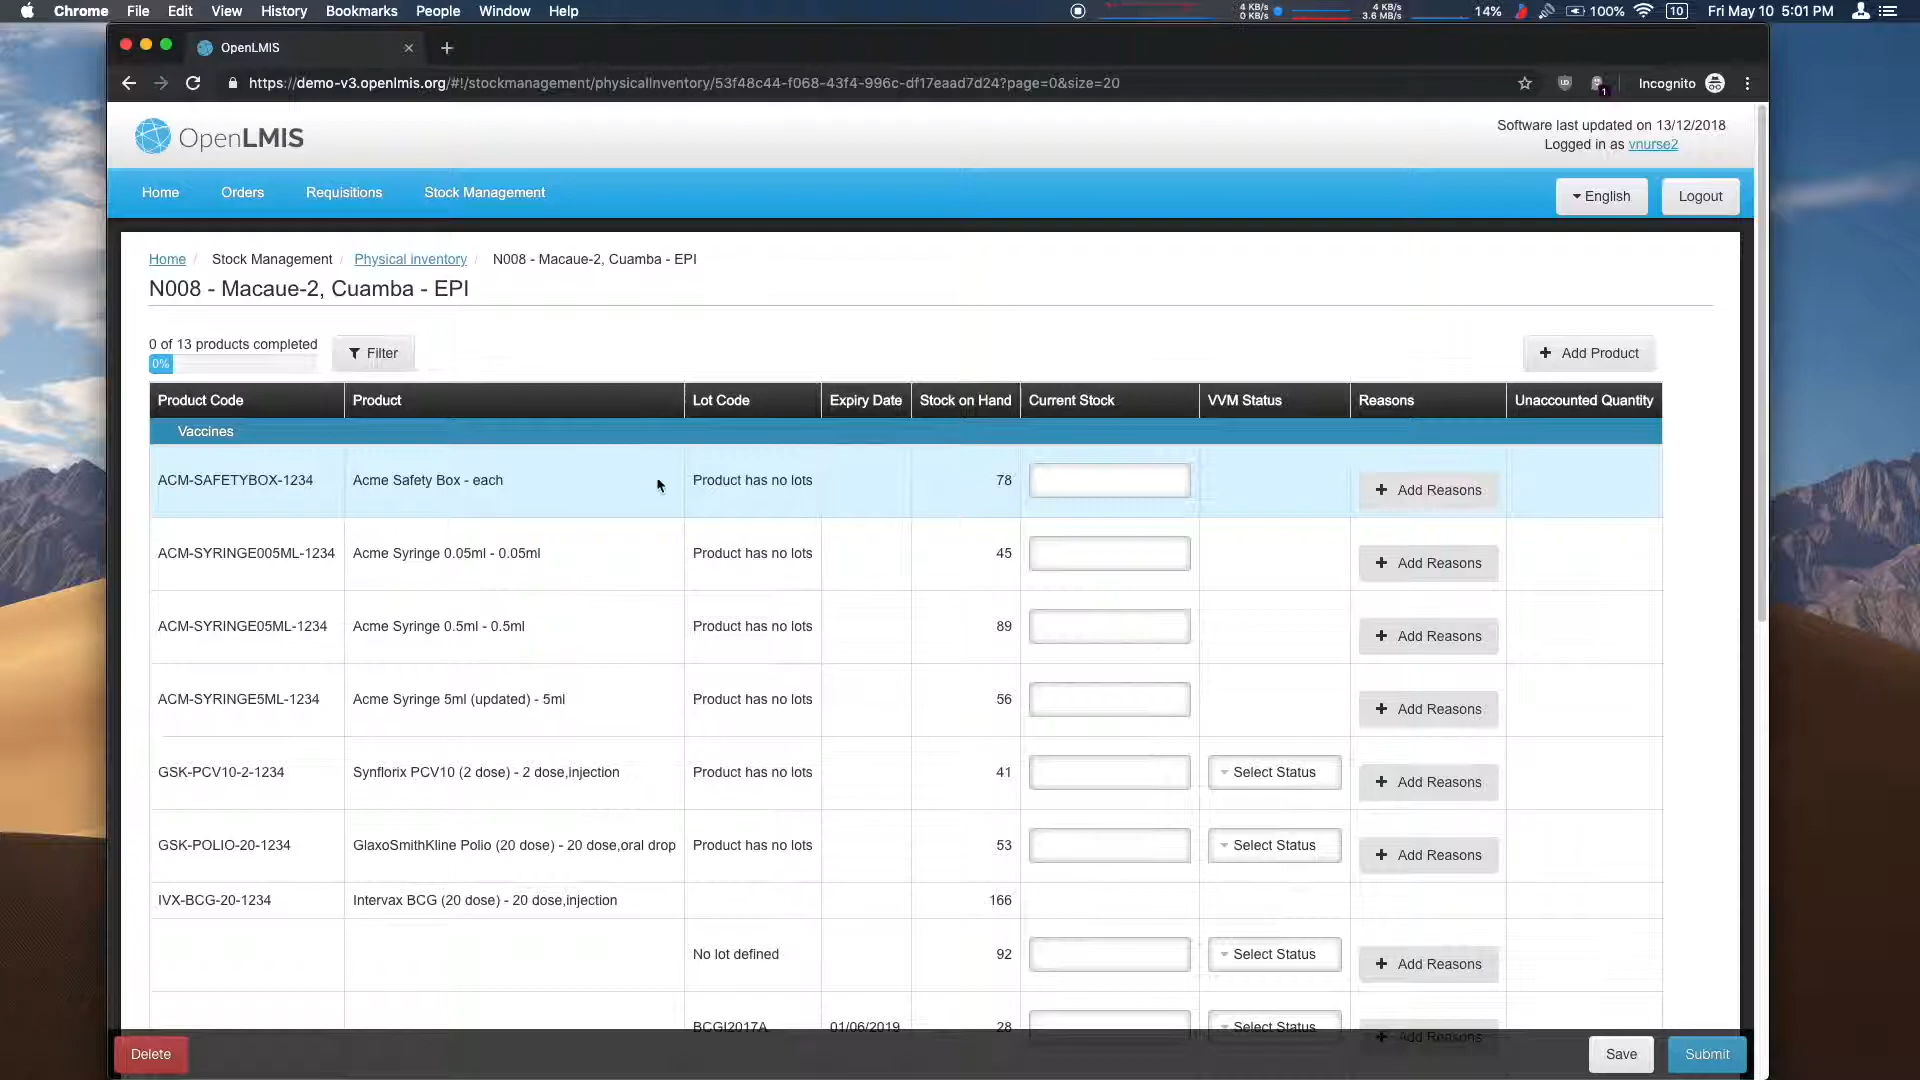 Chrome File Edit View History Bookmarks People Window Help 4 KB/s 0 KB/s 4 KB/s 3.6 MB/s 14% 100% 10 Fri May 10 5:01 PM
OpenLMIS
https://demo-v3.openlmis.org/#!/stockmanagement/physicalInventory/53f48c44-f068-43f4-996c-df17eaad7d24?page=0&size=20 1 Incognito
OpenLMIS
Software last updated on 13/12/2018
Logged in as vnurse2
Home Orders Requisitions Stock Management English Logout
Home / Stock Management / Physical inventory / N008 - Macaue-2, Cuamba - EPI
N008 - Macaue-2, Cuamba - EPI
0 of 13 products completed
0%
Filter
Add Product
Product Code Product Lot Code Expiry Date Stock on Hand Current Stock VVM Status Reasons Unaccounted Quantity
Vaccines
ACM-SAFETYBOX-1234 Acme Safety Box - each Product has no lots 78 Add Reasons
ACM-SYRINGE005ML-1234 Acme Syringe 0.05ml - 0.05ml Product has no lots 45 Add Reasons
ACM-SYRINGE05ML-1234 Acme Syringe 0.5ml - 0.5ml Product has no lots 89 Add Reasons
ACM-SYRINGE5ML-1234 Acme Syringe 5ml (updated) - 5ml Product has no lots 56 Add Reasons
GSK-PCV10-2-1234 Synflorix PCV10 (2 dose) - 2 dose,injection Product has no lots 41 Select Status Add Reasons
GSK-POLIO-20-1234 GlaxoSmithKline Polio (20 dose) - 20 dose,oral drop Product has no lots 53 Select Status Add Reasons
IVX-BCG-20-1234 Intervax BCG (20 dose) - 20 dose,injection 166
No lot defined 92 Select Status Add Reasons
BCGI2017A 01/06/2019 28 Select Status Add Reasons
Delete Save Submit